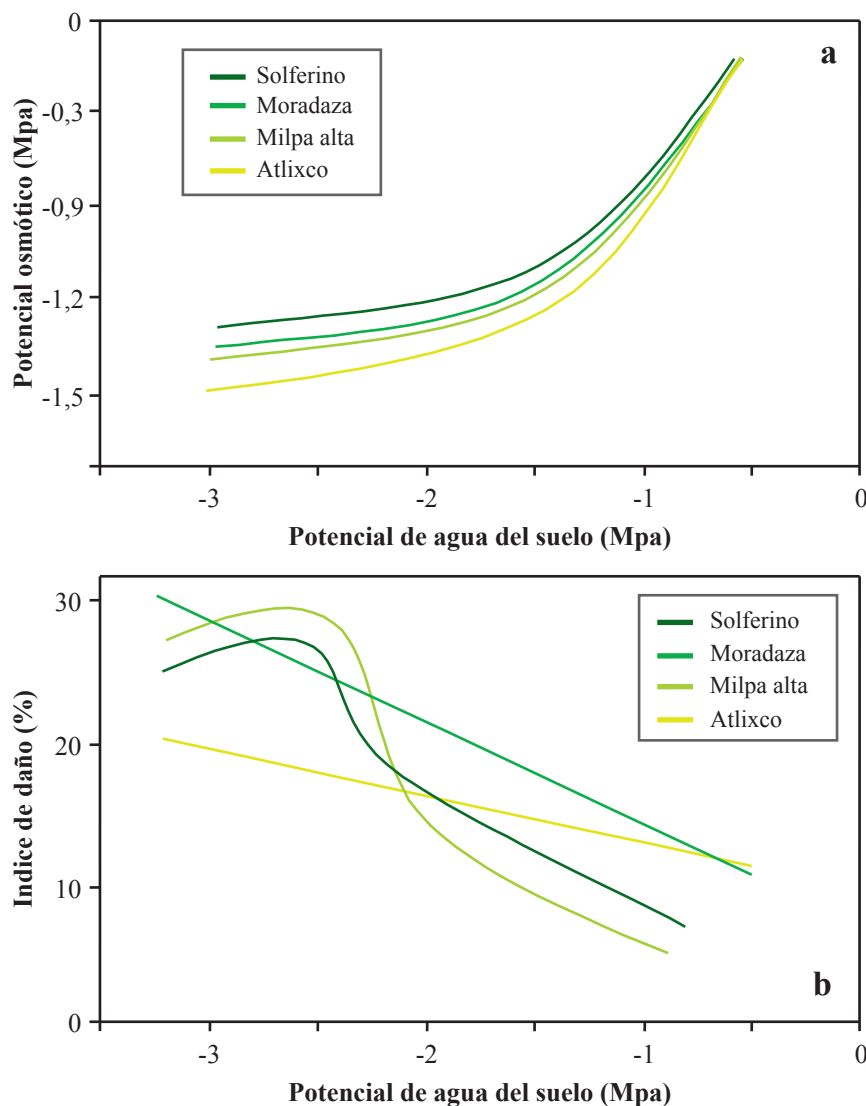 0
a
Solferino
Moradaza
Milpa alta
Atlixco
-0,3
-0,9
-1,2
-1,5
Potencial osmótico (Mpa)
-3
-2
-1
0
Potencial de agua del suelo (Mpa)
30
Solferino
Moradaza
Milpa alta
Atlixco
20
10
0
Indice de daño (%)
b
-3
-2
-1
0
Potencial de agua del suelo (Mpa)